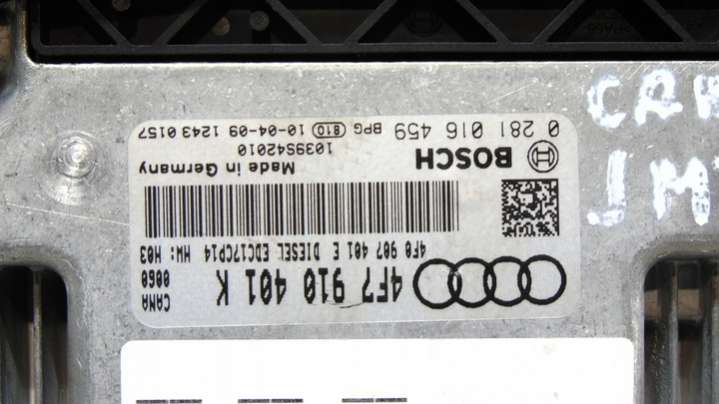 4F7 910 401 K
CANA
0060
4F0 907 401 E DIESEL EDC17CP14 HW: H03
BOSCH
Made in Germany
1039S42010
0 281 016 459 BPG 810 10-04-09 1243 0157